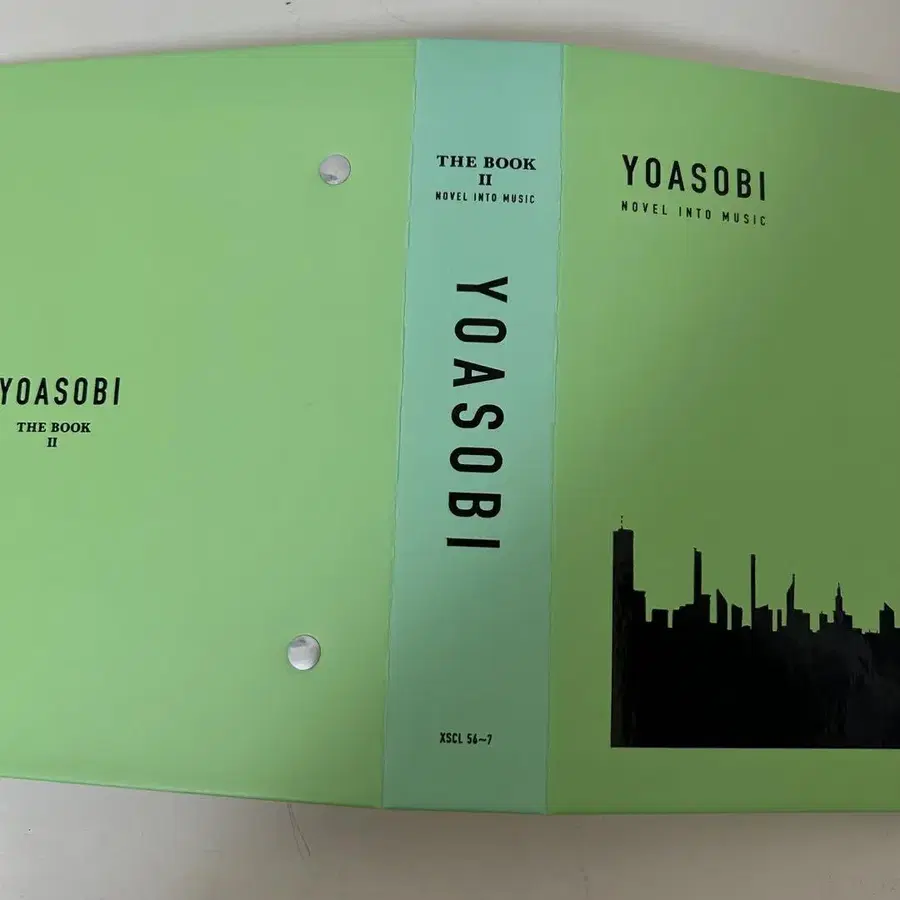 YOASOBI
THE BOOK
II
THE BOOK
II
NOVEL INTO MUSIC
YOASOBI
XSCL 56~7
YOASOBI
NOVEL INTO MUSIC